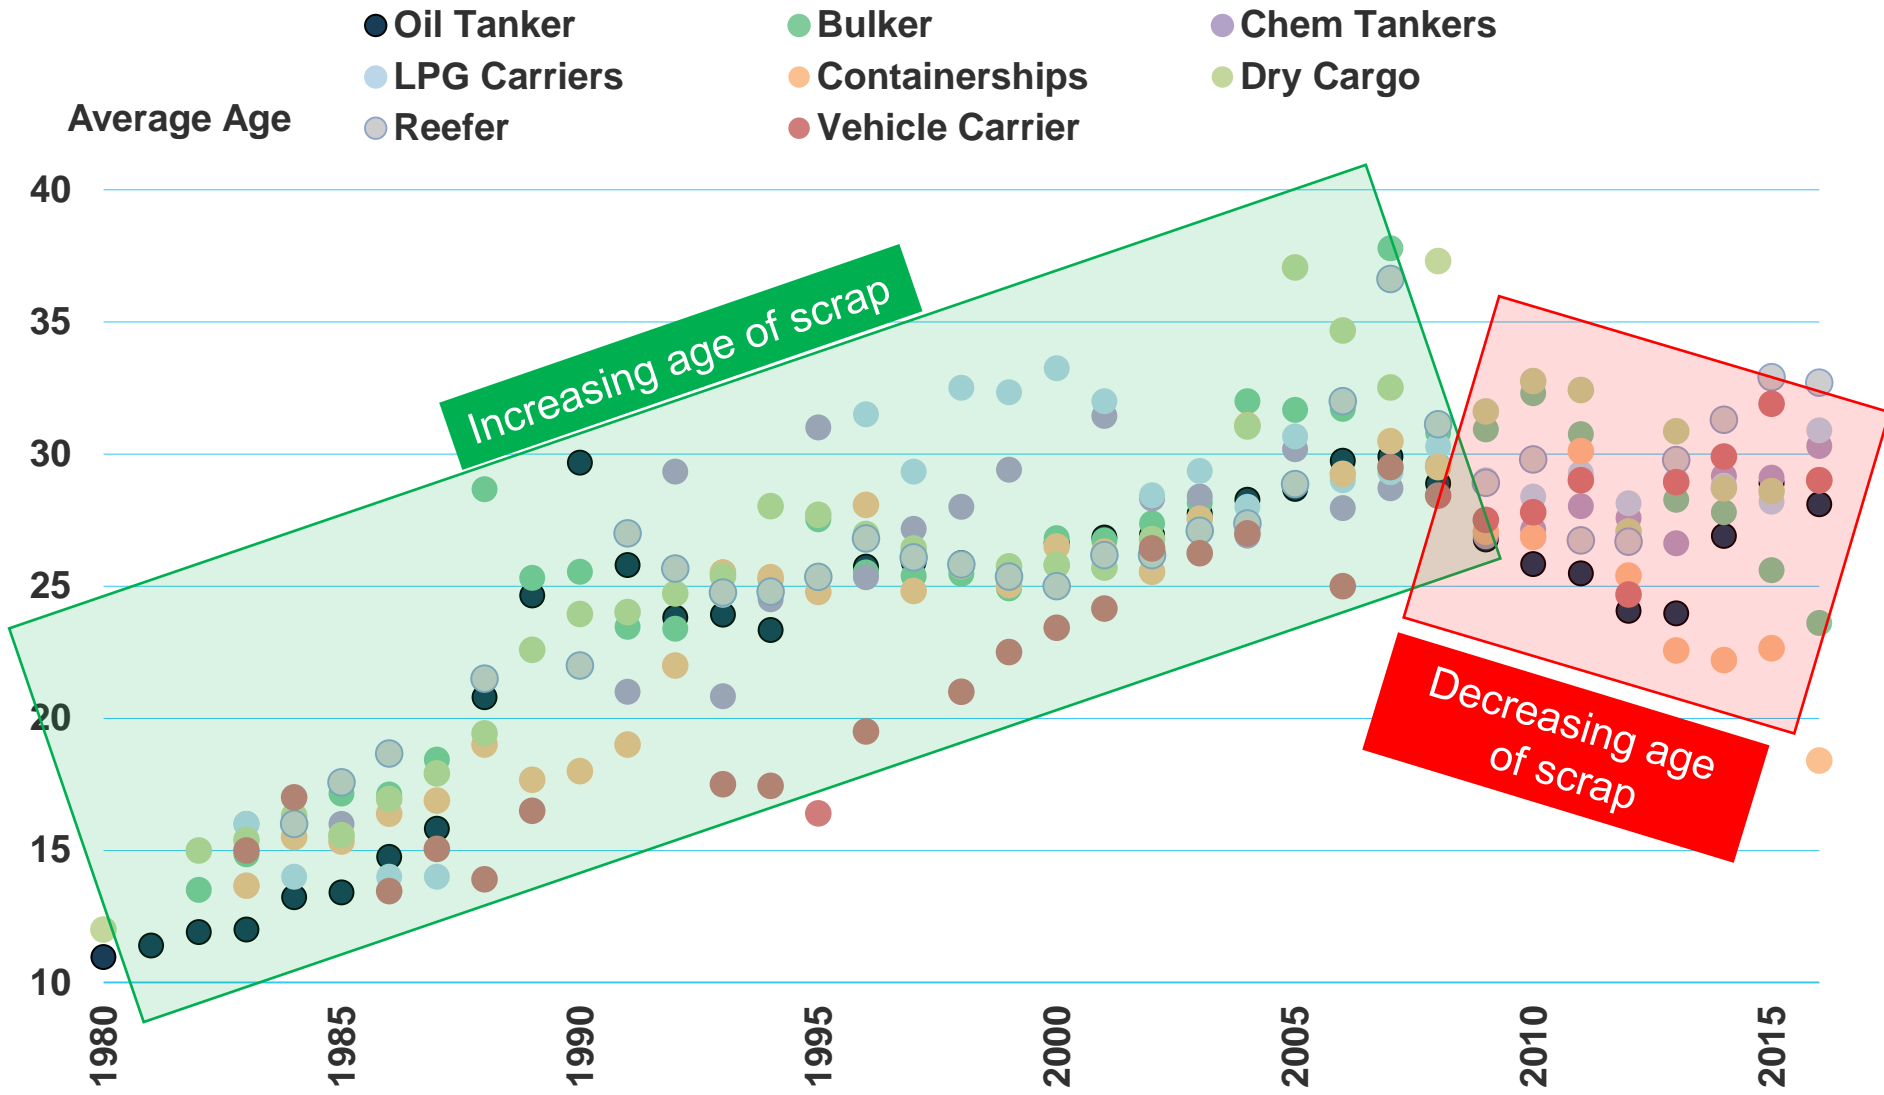 Oil Tanker Bulker Chem Tankers
LPG Carriers Containerships Dry Cargo
Average Age
Reefer Vehicle Carrier
40
35
30
25
20
15
10
Increasing age of scrap
Decreasing age
of scrap
1980 1985 1990 1995 2000 2005 2010 2015